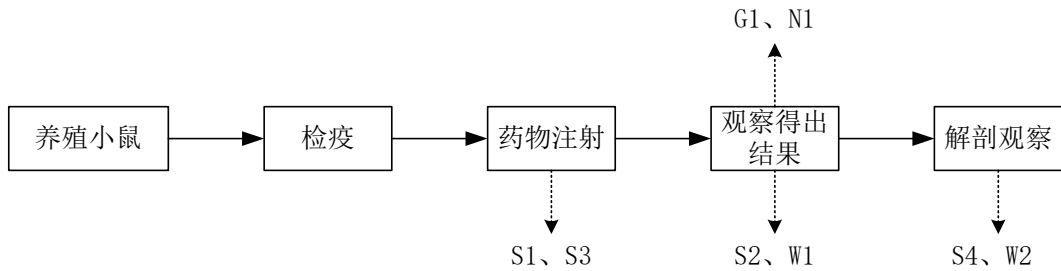 G1、N1
养殖小鼠
检疫
药物注射
观察得出
结果
解剖观察
S1、S3
S2、W1
S4、W2